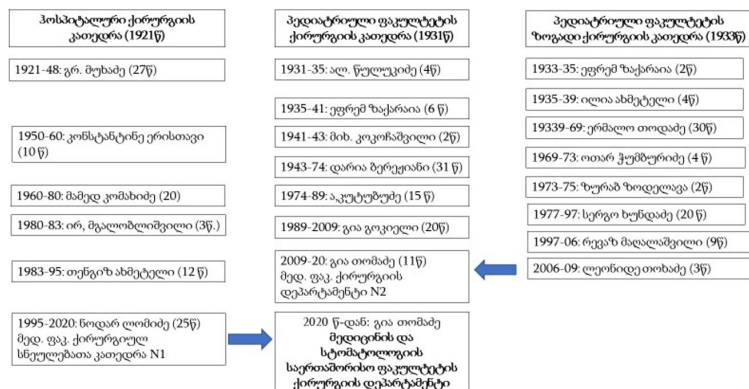 ჰოსპიტალური ქირურგიის
კათედრა (1921წ)
1921-48: გრ. მუხაძე (27წ)
1950-60: კონსტანტინე ერისთავი
(10 წ)
1960-80: მამედ კომახიძე (20)
1980-83: ირ, მგალობლიშვილი (3წ.)
1983-95: თენგიზ ახმეტელი (12 წ)
1995-2020: ნოდარ ლომიძე (25წ)
მედ. ფაკ. ქირურგიულ
სნეულებათა კათედრა N1
პედიატრიული ფაკულტეტის
ქირურგიის კათედრა (1931წ)
1931-35: ალ. წულუკიძე (4წ)
1935-41: ეფრემ ზაქარაია (6 წ)
1941-43: მიხ. კოკოჩაშვილი (2წ)
1943-74: დარია ბერეჟიანი (31 წ)
1974-89: ა,კუტუბუძე (15 წ)
1989-2009: გია გოკიელი (20წ)
2009-20: გია თომაძე (11წ)
მედ. ფაკ. ქირურგიის
დეპარტამენტი N2
2020 წ-დან: გია თომაძე
მედიცინის და
სტომატოლოგიის
საერთაშორისო ფაკულტეტის
ქირურგიის დეპარტამენტი
პედიატრიული ფაკულტეტის
ზოგადი ქირურგიის კათედრა (1933წ)
1933-35: ეფრემ ზაქარაია (2წ)
1935-39: ილია ახმეტელი (4წ)
19339-69: ერმალო თოდაძე (30წ)
1969-73: ოთარ ჭუმბურიძე (4 წ)
1973-75: ზურაბ ზოდელავა (2წ)
1977-97: სერგო ხუნდაძე (20 წ)
1997-06: რევაზ მაღალაშვილი (9წ)
2006-09: ლეონიდე თოხაძე (3წ)